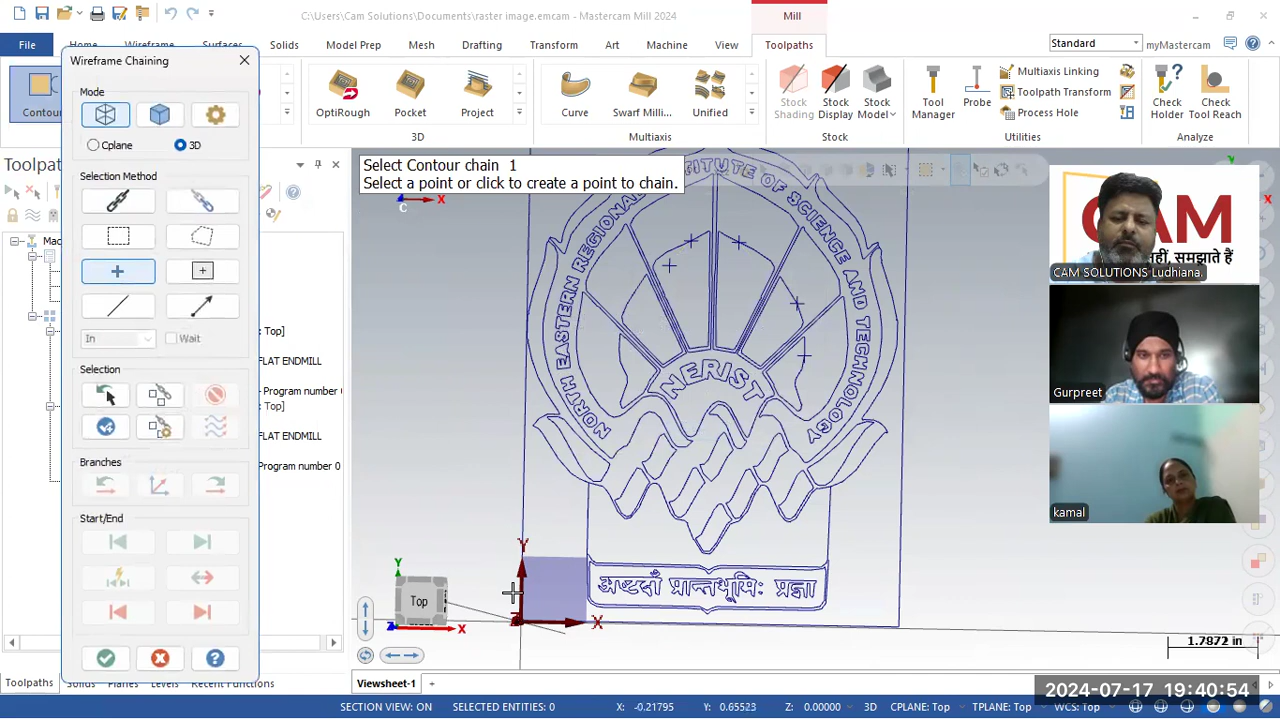 C:\Users\Cam Solutions\Documents\raster image.emcam - Mastercam Mill 2024
Mill
File Home Wireframe Surfaces Solids Model Prep Mesh Drafting Transform Art Machine View Toolpaths
Standard
myMastercam
Contour
OptiRough
Pocket
Project
Curve
Swarf Milli...
Unified
Stock Shading
Stock Display
Stock Model
Tool Manager
Probe
Multiaxis Linking
Toolpath Transform
Process Hole
Check Holder
Check Tool Reach
3D
Multiaxis
Stock
Utilities
Analyze
Wireframe Chaining
Mode
Cplane
3D
Selection Method
In
Wait
Selection
Branches
Start/End
Toolpaths
Mac
: Top]
FLAT ENDMILL
- Program number 0
: Top]
FLAT ENDMILL
- Program number 0
Select Contour chain 1
Select a point or click to create a point to chain.
C
X
NORTH EASTERN REGIONAL INSTITUTE OF SCIENCE AND TECHNOLOGY
NERIST
अष्टदौं प्रान्तभूमिः प्रज्ञा
Y
X
Z
Y
Top
Z
X
Y
X
CAM
नहीं, समझाते हैं
CAM SOLUTIONS Ludhiana.
Gurpreet
kamal
1.7872 in
Toolpaths Solids Planes Levels Recent Functions
Viewsheet-1
2024-07-17 19:40:54
SECTION VIEW: ON SELECTED ENTITIES: 0 X: -0.21795 Y: 0.65523 Z: 0.00000 3D CPLANE: Top TPLANE: Top WCS: Top